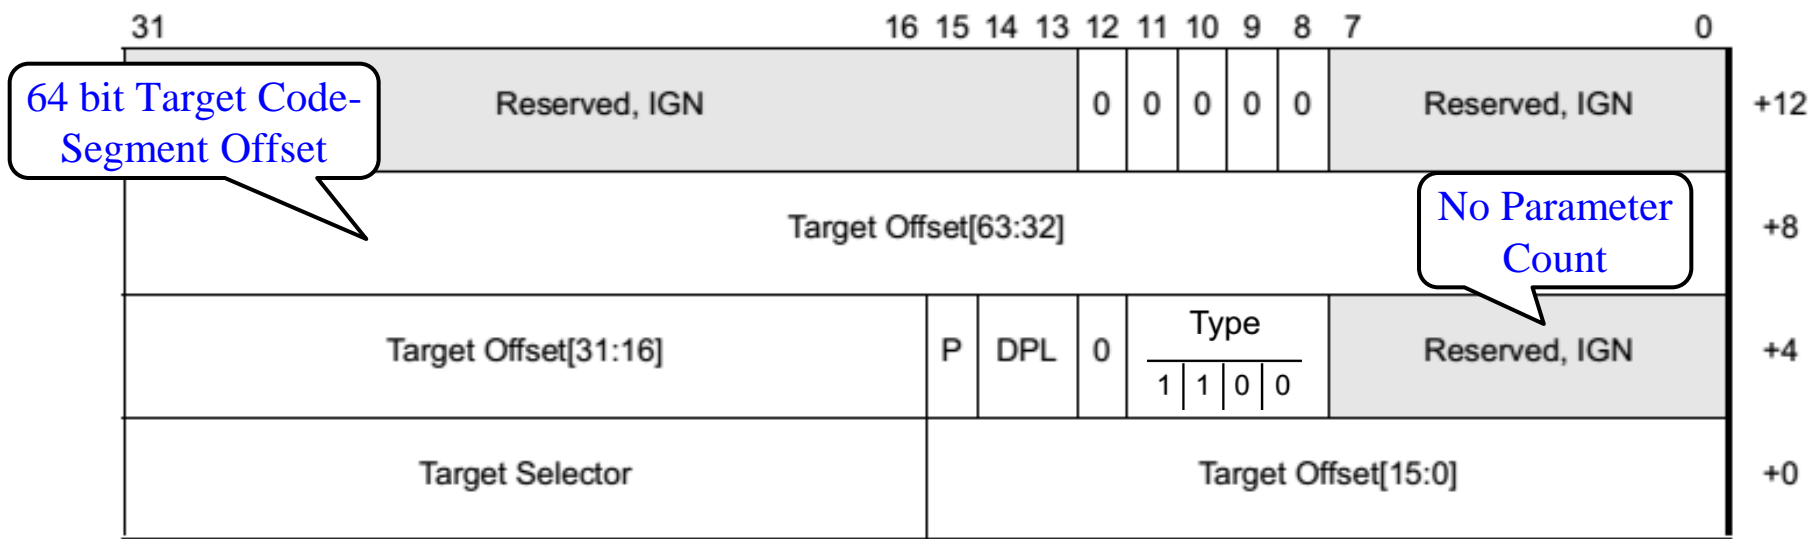 31 16 15 14 13 12 11 10 9 8 7 0
64 bit Target Code-
Segment Offset
Reserved, IGN 0 0 0 0 0 Reserved, IGN +12
Target Offset[63:32] +8
No Parameter
Count
Target Offset[31:16] P DPL 0 Type Reserved, IGN +4
1 1 0 0
Target Selector Target Offset[15:0] +0